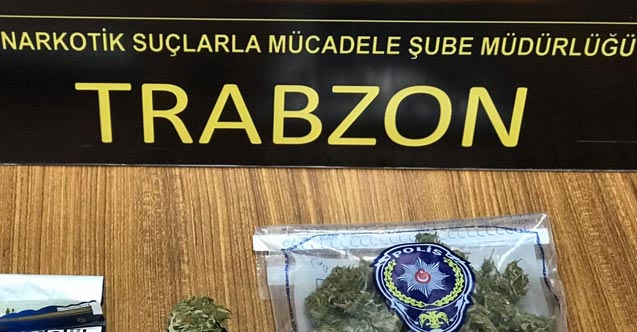 NARKOTİK SUÇLARLA MÜCADELE ŞUBE MÜDÜRLÜĞÜ
TRABZON
POLİS